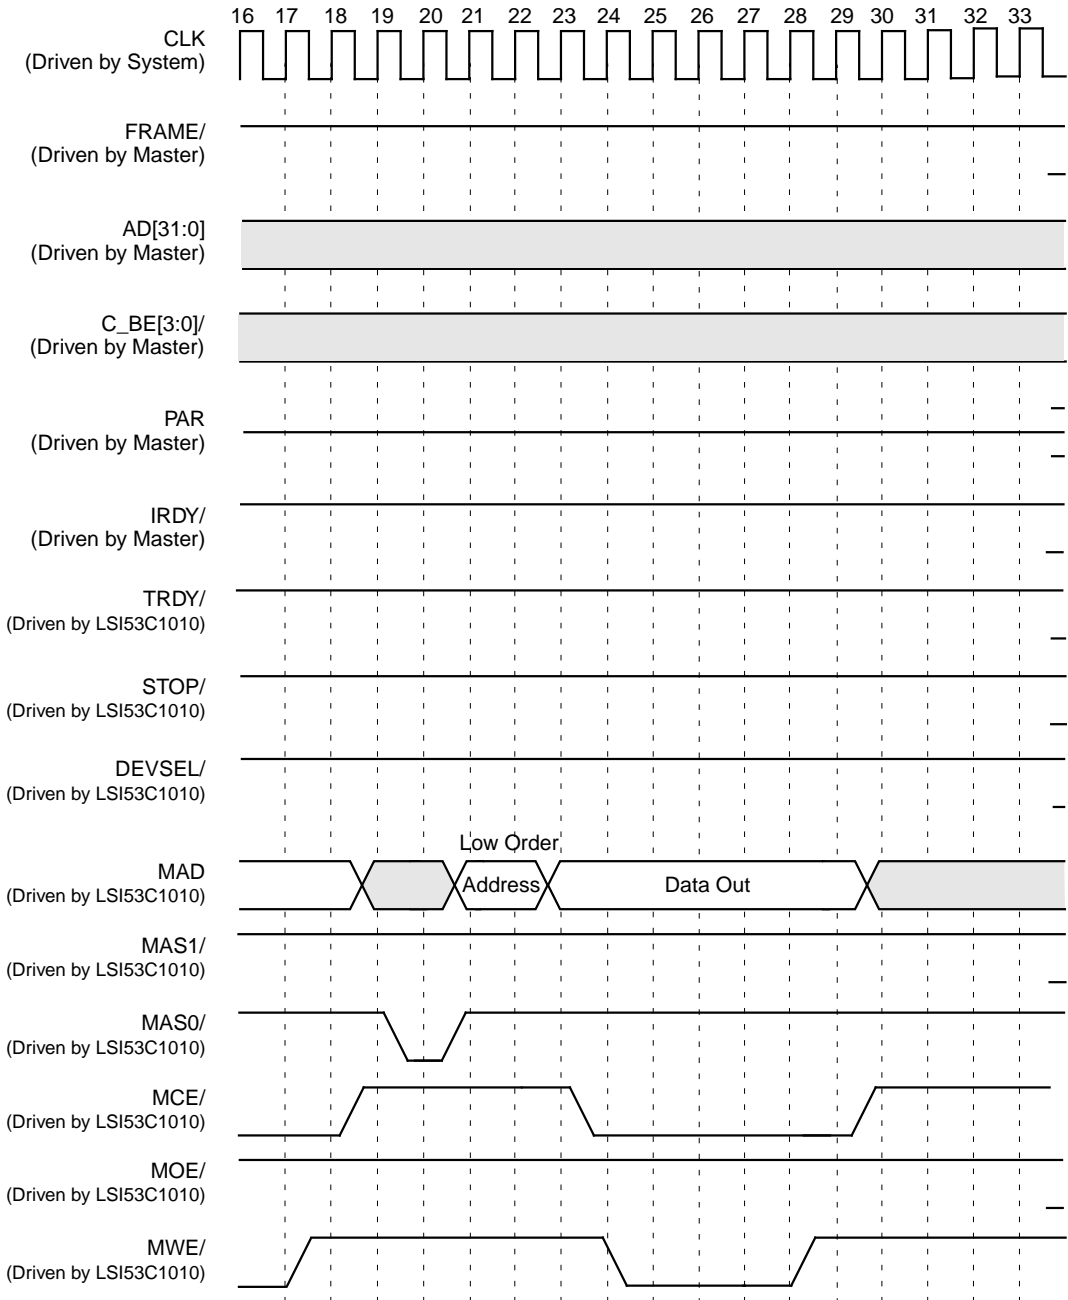 16 17 18 19 20 21 22 23 24 25 26 27 28 29 30 31 32 33
CLK
(Driven by System)
FRAME/
(Driven by Master)
AD[31:0]
(Driven by Master)
C_BE[3:0]/
(Driven by Master)
PAR
(Driven by Master)
IRDY/
(Driven by Master)
TRDY/
(Driven by LSI53C1010)
STOP/
(Driven by LSI53C1010)
DEVSEL/
(Driven by LSI53C1010)
Low Order
MAD
Address Data Out
(Driven by LSI53C1010)
MAS1/
(Driven by LSI53C1010)
MAS0/
(Driven by LSI53C1010)
MCE/
(Driven by LSI53C1010)
MOE/
(Driven by LSI53C1010)
MWE/
(Driven by LSI53C1010)